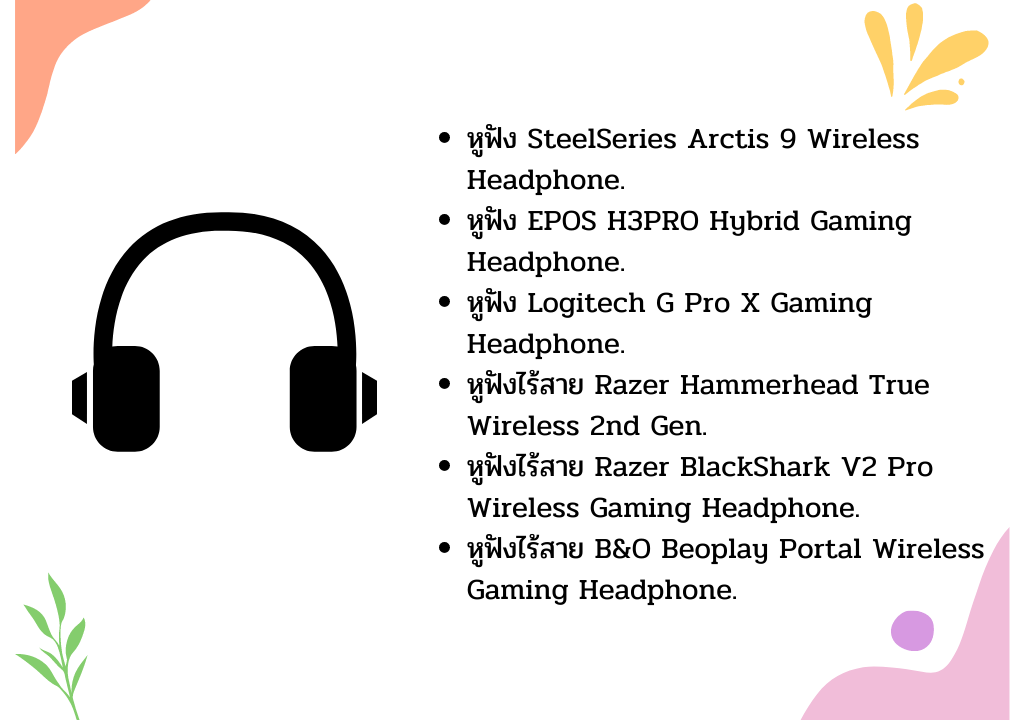 • หูฟัง SteelSeries Arctis 9 Wireless
Headphone.
• หูฟัง EPOS H3PRO Hybrid Gaming
Headphone.
• หูฟัง Logitech G Pro X Gaming
Headphone.
• หูฟังไร้สาย Razer Hammerhead True
Wireless 2nd Gen.
• หูฟังไร้สาย Razer BlackShark V2 Pro
Wireless Gaming Headphone.
• หูฟังไร้สาย B&O Beoplay Portal Wireless
Gaming Headphone.